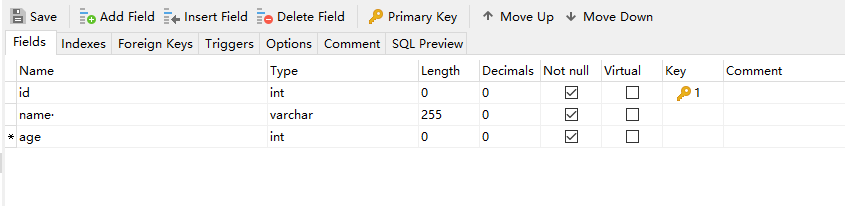 Save Add Field Insert Field Delete Field Primary Key Move Up Move Down
Fields Indexes Foreign Keys Triggers Options Comment SQL Preview
Name Type Length Decimals Not null Virtual Key Comment
id int 0 0 1
name· varchar 255 0
* age int 0 0